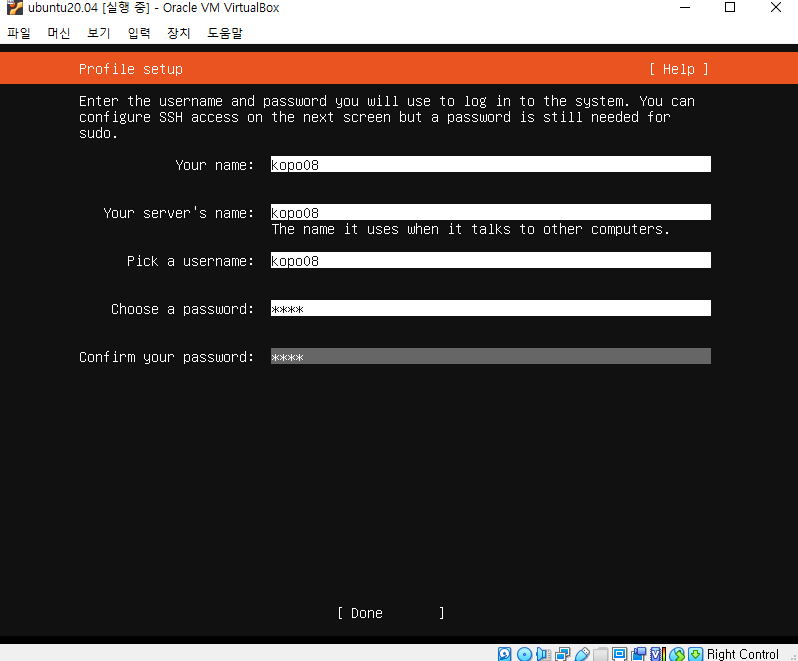 ubuntu20.04 [실행 중] - Oracle VM VirtualBox
파일 머신 보기 입력 장치 도움말
Profile setup [ Help ]
Enter the username and password you will use to log in to the system. You can
configure SSH access on the next screen but a password is still needed for
sudo.
Your name: kopo08
Your server's name: kopo08
The name it uses when it talks to other computers.
Pick a username: kopo08
Choose a password: ****
Confirm your password: ****
[ Done ]
Right Control